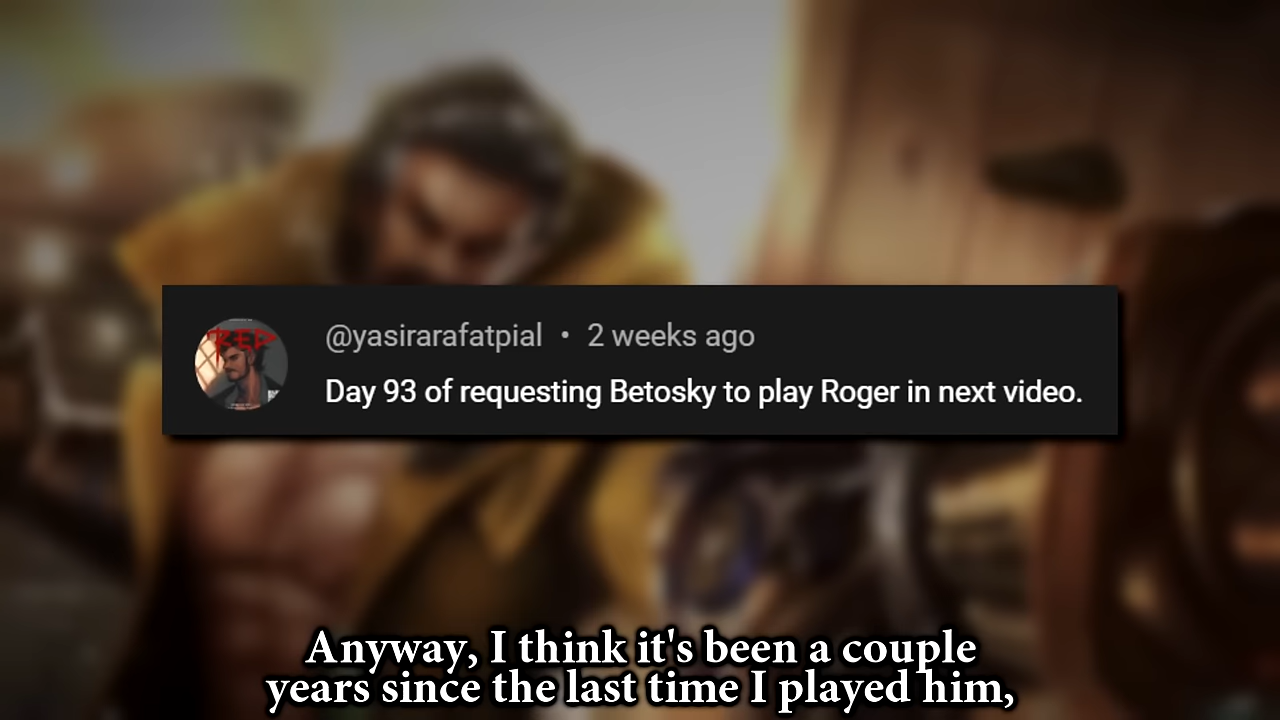 RED
@yasirarafatpial • 2 weeks ago
Day 93 of requesting Betosky to play Roger in next video.
Anyway, I think it's been a couple
years since the last time I played him,